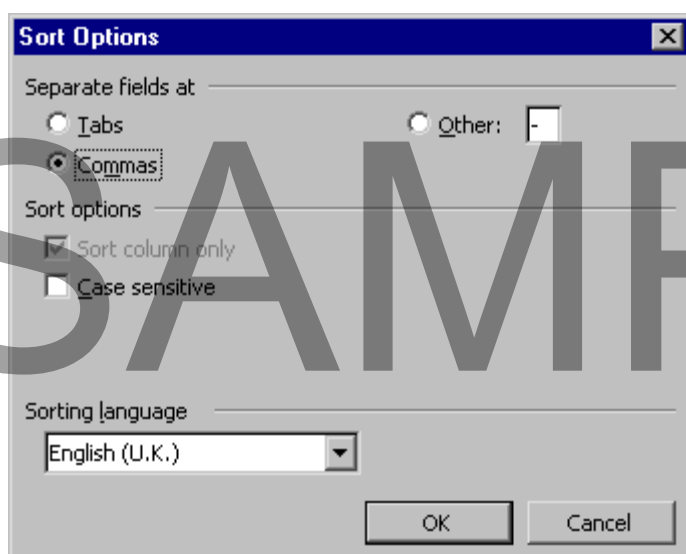 Sort Options
Separate fields at
Tabs
Other: -
Commas
Sort options
Sort column only
Case sensitive
Sorting language
English (U.K.)
OK Cancel
SAMP